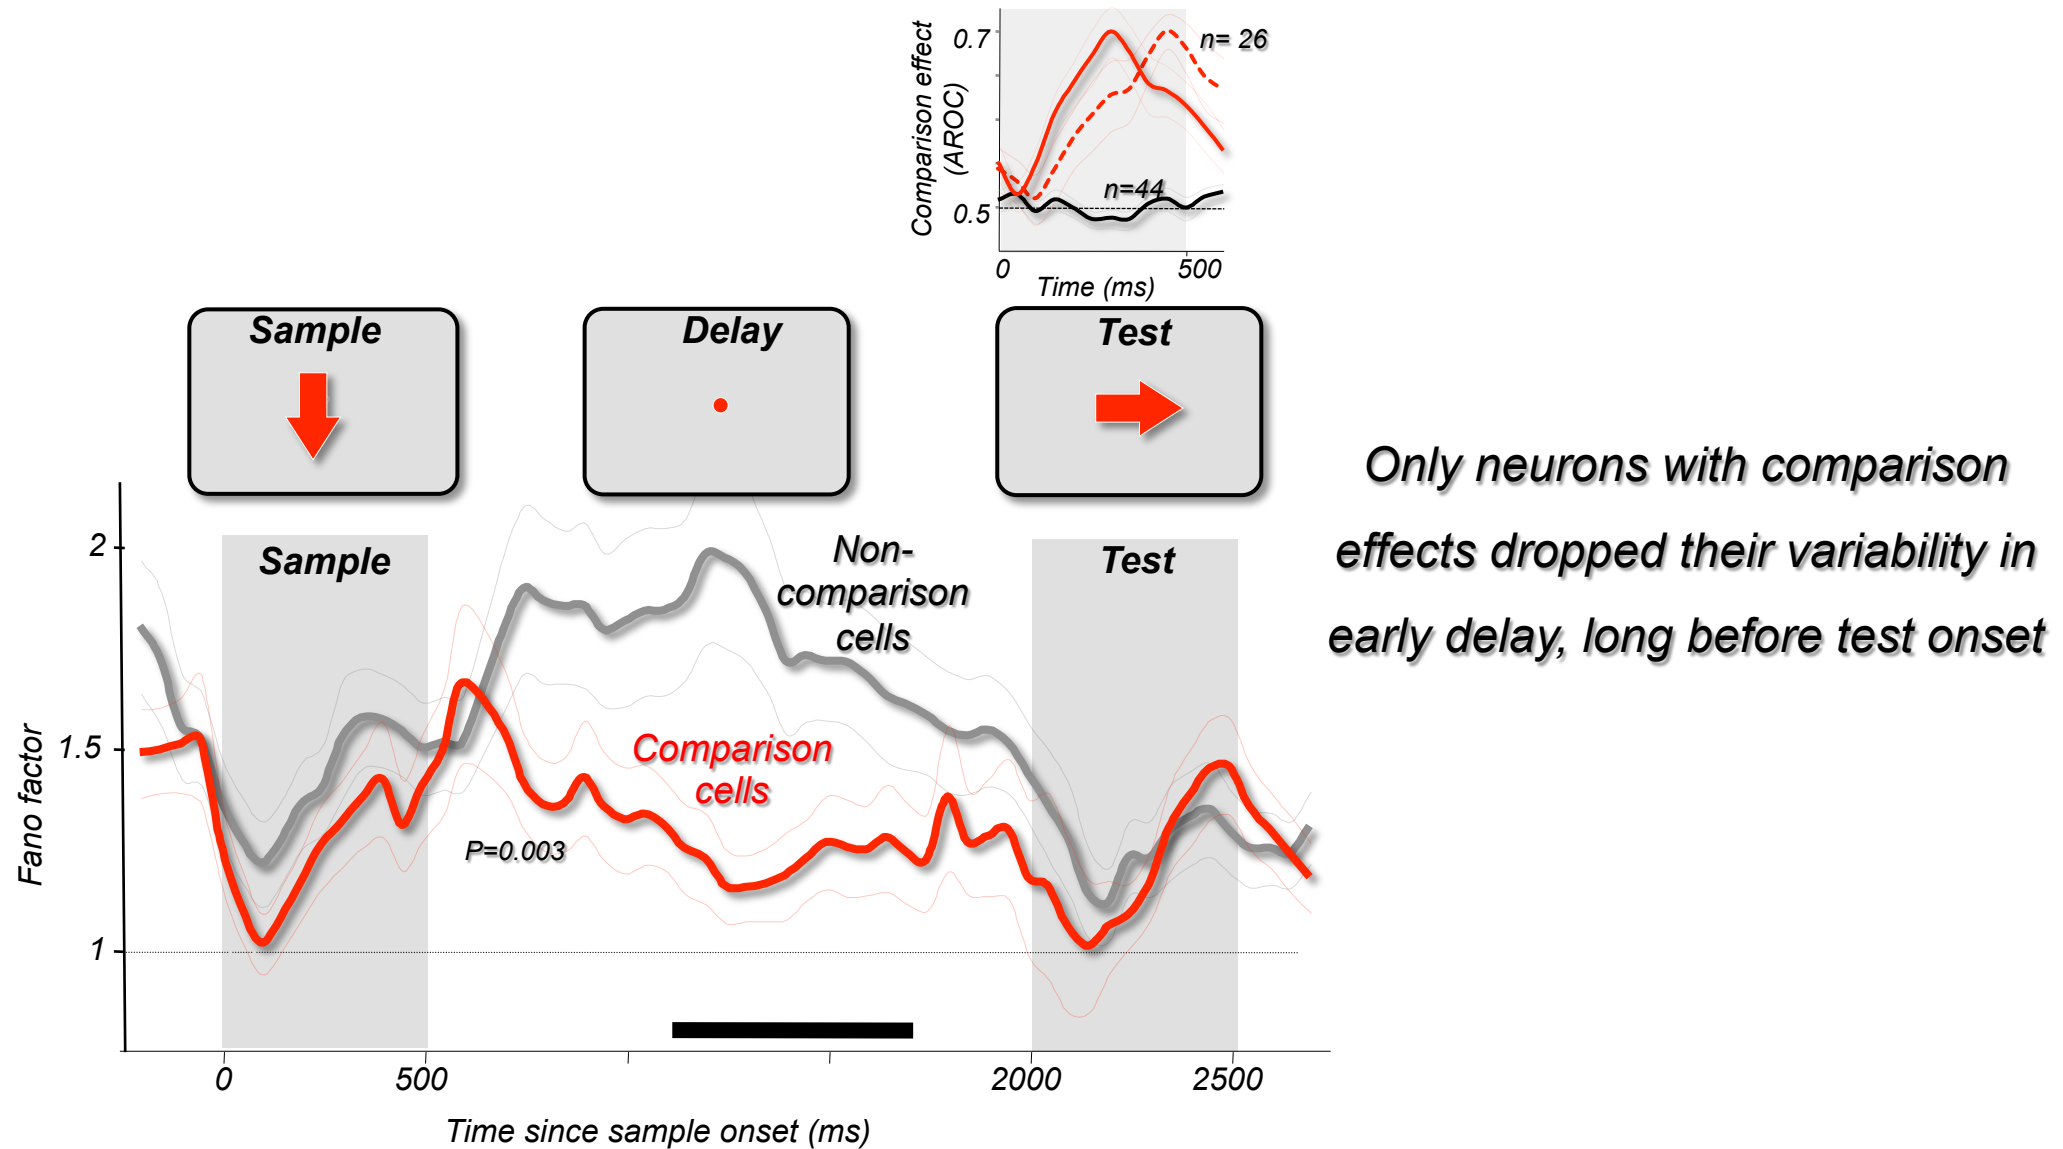 Comparison effect
(AROC)
0.7
0.5
n= 26
n=44
0
500
Time (ms)
Sample
Delay
Test
Sample
Test
Non-
comparison
cells
Comparison
cells
P=0.003
Fano factor
2
1.5
1
0
500
2000
2500
Time since sample onset (ms)
Only neurons with comparison
effects dropped their variability in
early delay, long before test onset